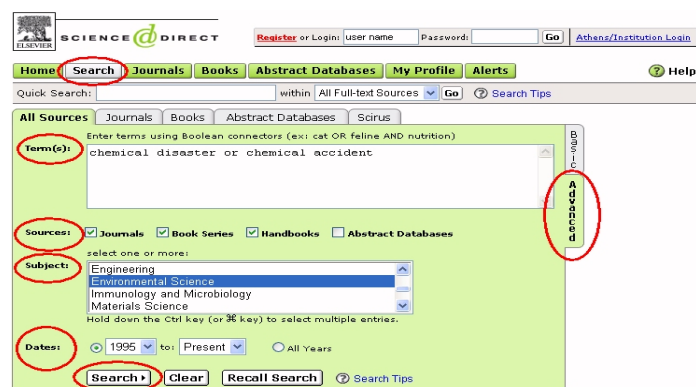 ELSEVIER SCIENCE @ DIRECT Register or Login: user name Password: Go Athens/Institution Login
Home Search Journals Books Abstract Databases My Profile Alerts ? Help
Quick Search: within All Full-text Sources Go ? Search Tips
All Sources Journals Books Abstract Databases Scirus
Enter terms using Boolean connectors (ex: cat OR feline AND nutrition)
Term(s): chemical disaster or chemical accident
Basic
Advanced
Sources: Journals Book Series Handbooks Abstract Databases
select one or more:
Subject: Engineering
Environmental Science
Immunology and Microbiology
Materials Science
Hold down the Ctrl key (or ⌘ key) to select multiple entries.
Dates: 1995 to: Present All Years
Search Clear Recall Search ? Search Tips